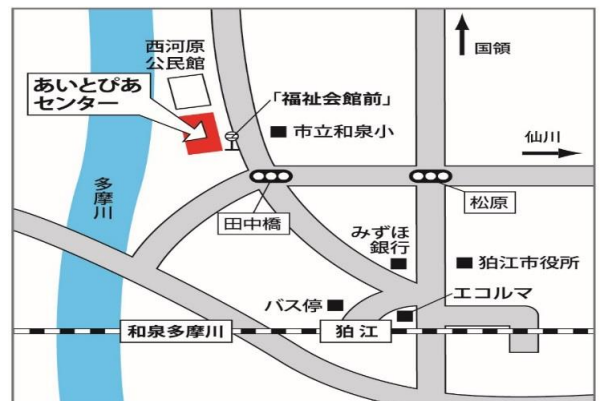 西河原
公民館
国領
あいとぴあ
センター
「福祉会館前」
市立和泉小
仙川
多摩川
田中橋
松原
みずほ
銀行
狛江市役所
バス停
エコルマ
和泉多摩川
狛江